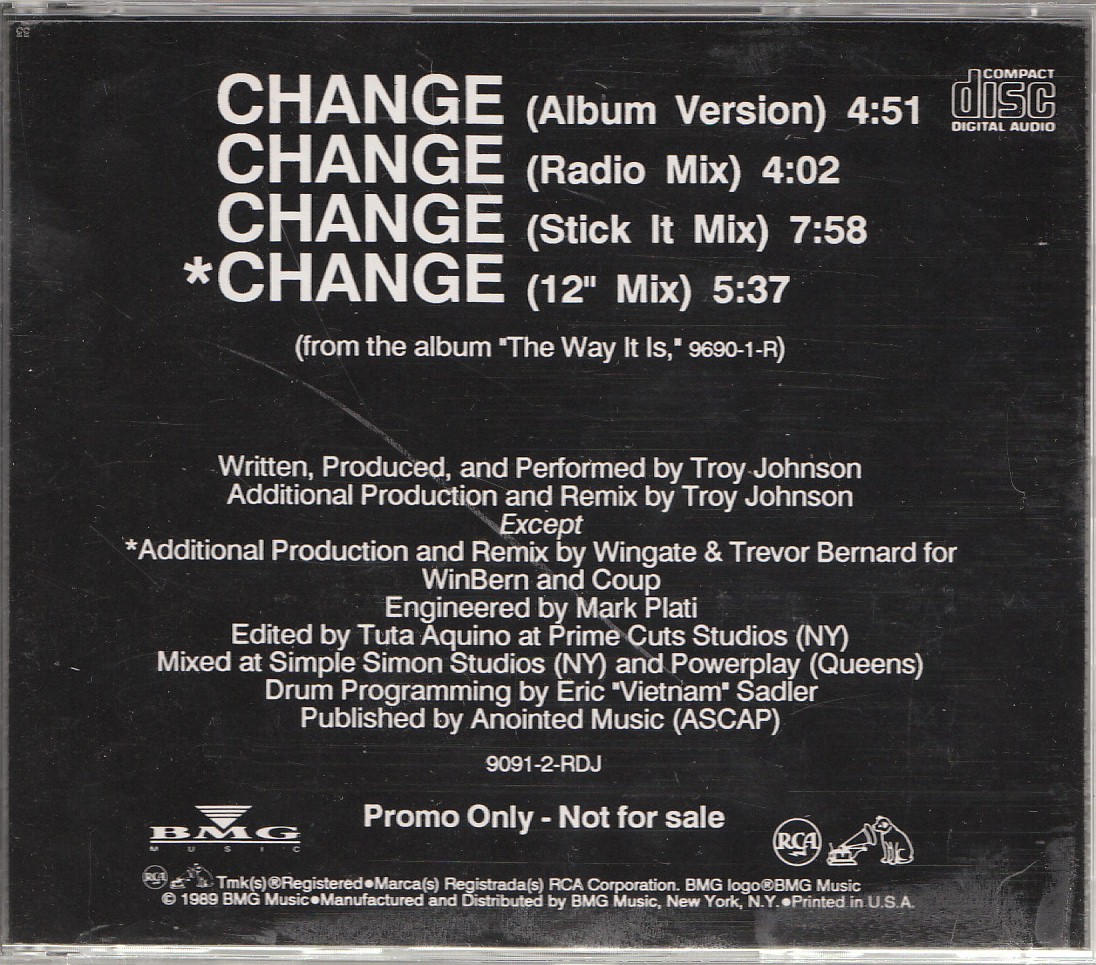 CHANGE (Album Version) 4:51
COMPACT
disc
DIGITAL AUDIO
CHANGE (Radio Mix) 4:02
CHANGE (Stick It Mix) 7:58
*CHANGE (12" Mix) 5:37
(from the album "The Way It Is," 9690-1-R)
Written, Produced, and Performed by Troy Johnson
Additional Production and Remix by Troy Johnson
Except
*Additional Production and Remix by Wingate & Trevor Bernard for
WinBern and Coup
Engineered by Mark Plati
Edited by Tuta Aquino at Prime Cuts Studios (NY)
Mixed at Simple Simon Studios (NY) and Powerplay (Queens)
Drum Programming by Eric "Vietnam" Sadler
Published by Anointed Music (ASCAP)
9091-2-RDJ
Promo Only - Not for sale
BMG
MUSIC
RCA
RCA Tmk(s)®Registered●Marca(s) Registrada(s) RCA Corporation. BMG logo®BMG Music
© 1989 BMG Music●Manufactured and Distributed by BMG Music, New York, N.Y.●Printed in U.S.A.